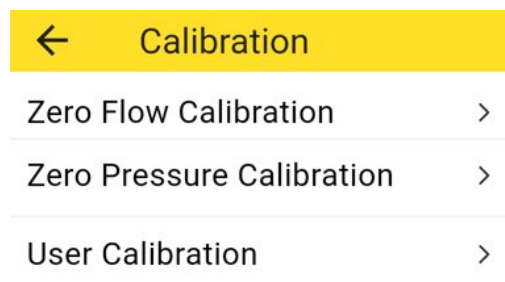 Calibration
Zero Flow Calibration
Zero Pressure Calibration
User Calibration